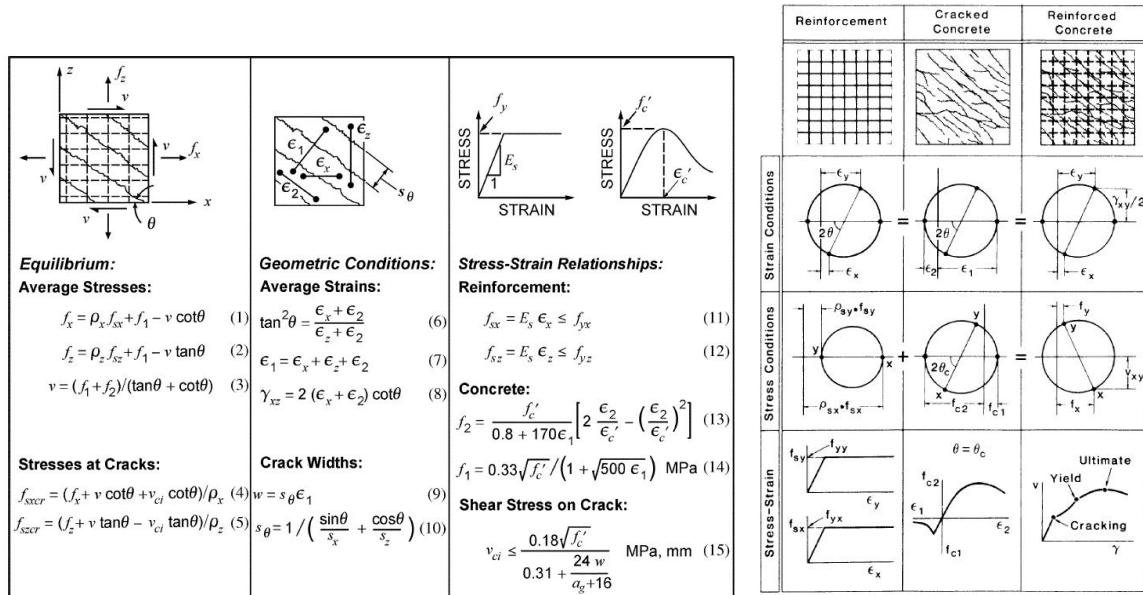 z
f_z
v
v
f_x
v
v
x
θ
ϵ_1
ϵ_z
ϵ_x
ϵ_2
s_θ
STRESS
f_y
E_s
1
STRAIN
STRESS
f_c′
ϵ_c′
STRAIN
Equilibrium:
Average Stresses:
f_x = ρ_x f_sx + f_1 – v cotθ (1)
f_z = ρ_z f_sz + f_1 – v tanθ (2)
v = (f_1 + f_2)/(tanθ + cotθ) (3)
Stresses at Cracks:
f_sxcr = (f_x + v cotθ + v_ci cotθ)/ρ_x (4)
f_szcr = (f_z + v tanθ – v_ci tanθ)/ρ_z (5)
Geometric Conditions:
Average Strains:
tan²θ = (ϵ_x + ϵ_2)/(ϵ_z + ϵ_2) (6)
ϵ_1 = ϵ_x + ϵ_z + ϵ_2 (7)
γ_xz = 2 (ϵ_x + ϵ_2) cotθ (8)
Crack Widths:
w = s_θ ϵ_1 (9)
s_θ = 1 / ( sinθ/s_x + cosθ/s_z ) (10)
Stress-Strain Relationships:
Reinforcement:
f_sx = E_s ϵ_x ≤ f_yx (11)
f_sz = E_s ϵ_z ≤ f_yz (12)
Concrete:
f_2 = f_c′/(0.8 + 170ϵ_1) [2 ϵ_2/ϵ_c′ – (ϵ_2/ϵ_c′)²] (13)
f_1 = 0.33√f_c′ / (1 + √500 ϵ_1) MPa (14)
Shear Stress on Crack:
v_ci ≤ 0.18√f_c′ / (0.31 + 24 w/(a_g+16)) MPa, mm (15)
Reinforcement
Cracked Concrete
Reinforced Concrete
Strain Conditions
ϵ_y
2θ
ϵ_x
=
2θ
ϵ_2
ϵ_1
=
ϵ_y
γ_xy/2
ϵ_x
Stress Conditions
ρ_sy•f_sy
y
x
ρ_sx•f_sx
+
y
2θ_c
x
f_c2
f_c1
=
f_y
y
v_xy
x
f_x
Stress-Strain
f_sy
f_yy
ϵ_y
f_sx
f_yx
ϵ_x
θ = θ_c
f_c2
ϵ_1
ϵ_2
f_c1
v
Yield
Ultimate
Cracking
γ